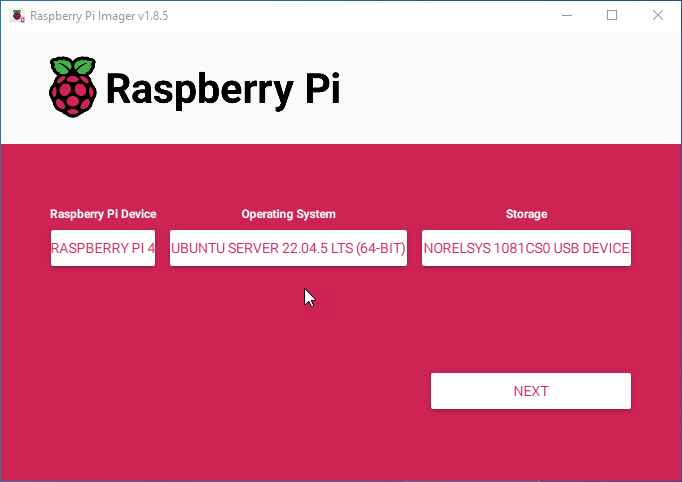 Raspberry Pi Imager v1.8.5
Raspberry Pi
Raspberry Pi Device
Operating System
Storage
RASPBERRY PI 4
UBUNTU SERVER 22.04.5 LTS (64-BIT)
NORELSYS 1081CS0 USB DEVICE
NEXT